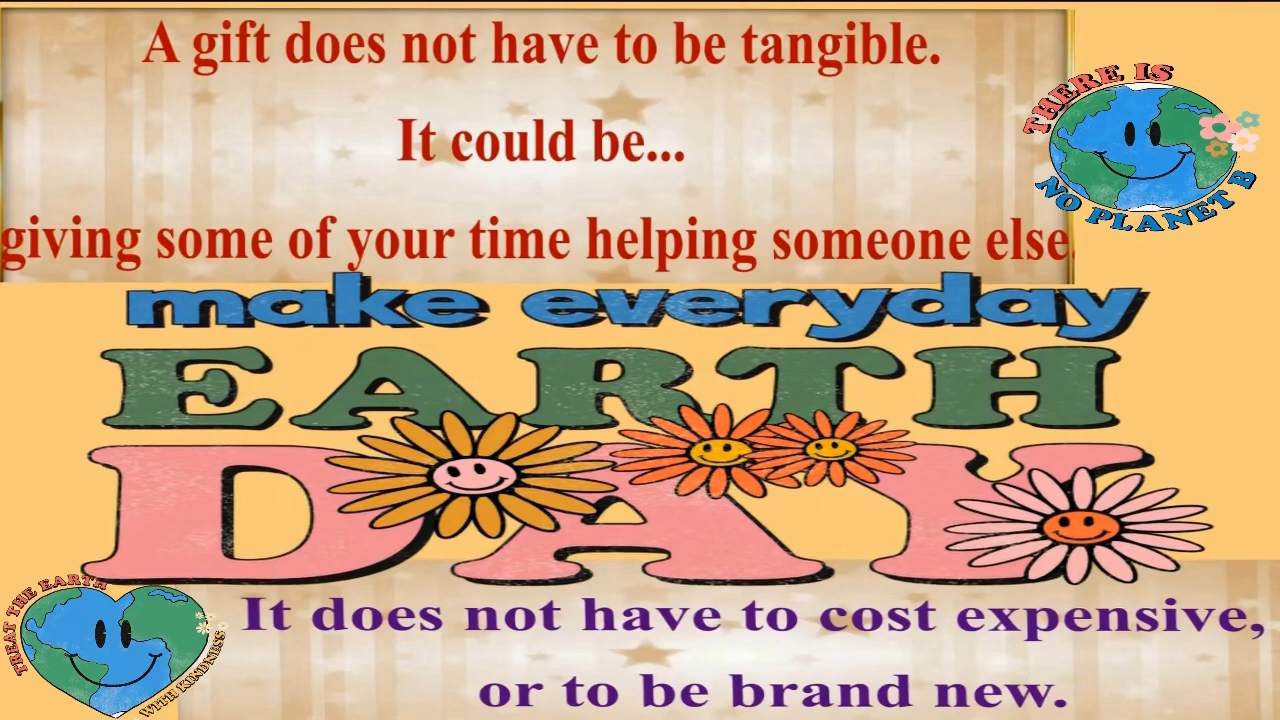 A gift does not have to be tangible.
It could be...
giving some of your time helping someone else.
THERE IS
NO PLANET B
make everyday
EARTH
DAY
TREAT THE EARTH
WITH KINDNESS
It does not have to cost expensive,
or to be brand new.